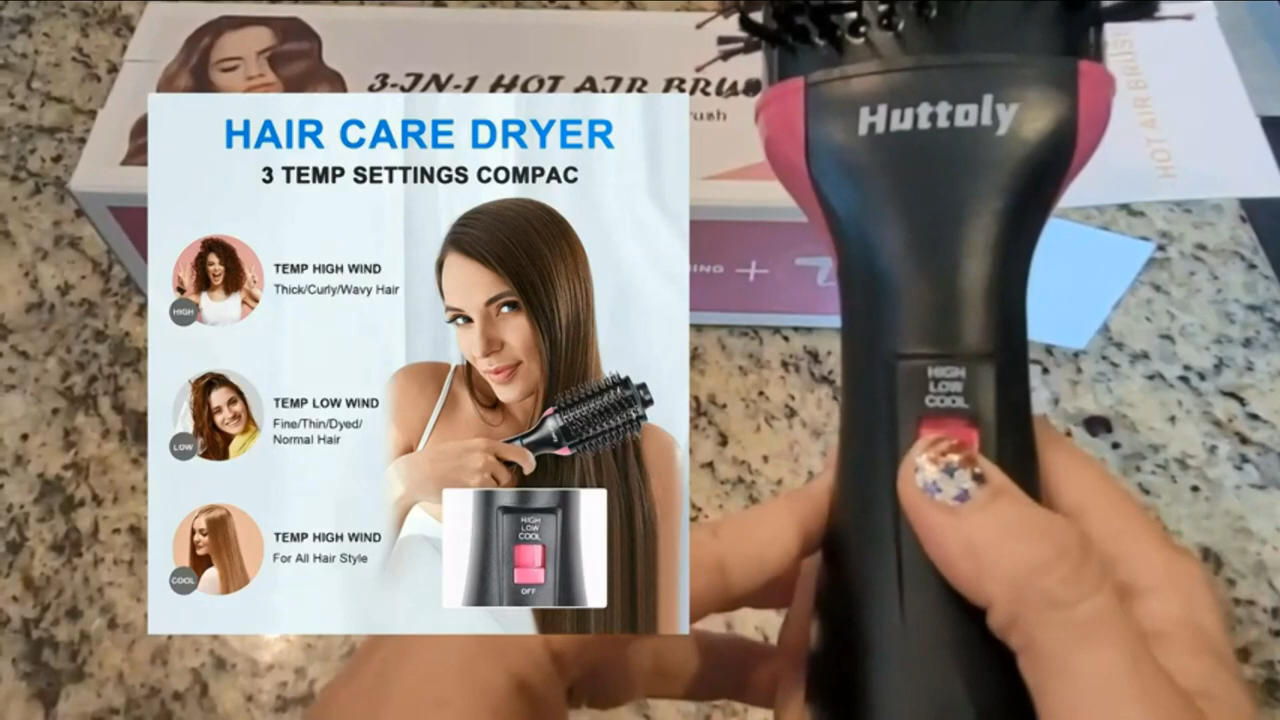 3-IN-1 HOT AIR BRUSH
HAIR CARE DRYER
3 TEMP SETTINGS COMPAC
TEMP HIGH WIND
Thick/Curly/Wavy Hair
HIGH
TEMP LOW WIND
Fine/Thin/Dyed/
Normal Hair
LOW
TEMP HIGH WIND
For All Hair Style
COOL
HIGH
LOW
COOL
OFF
Huttoly
HIGH
LOW
COOL
HOT AIR BRUSH
+